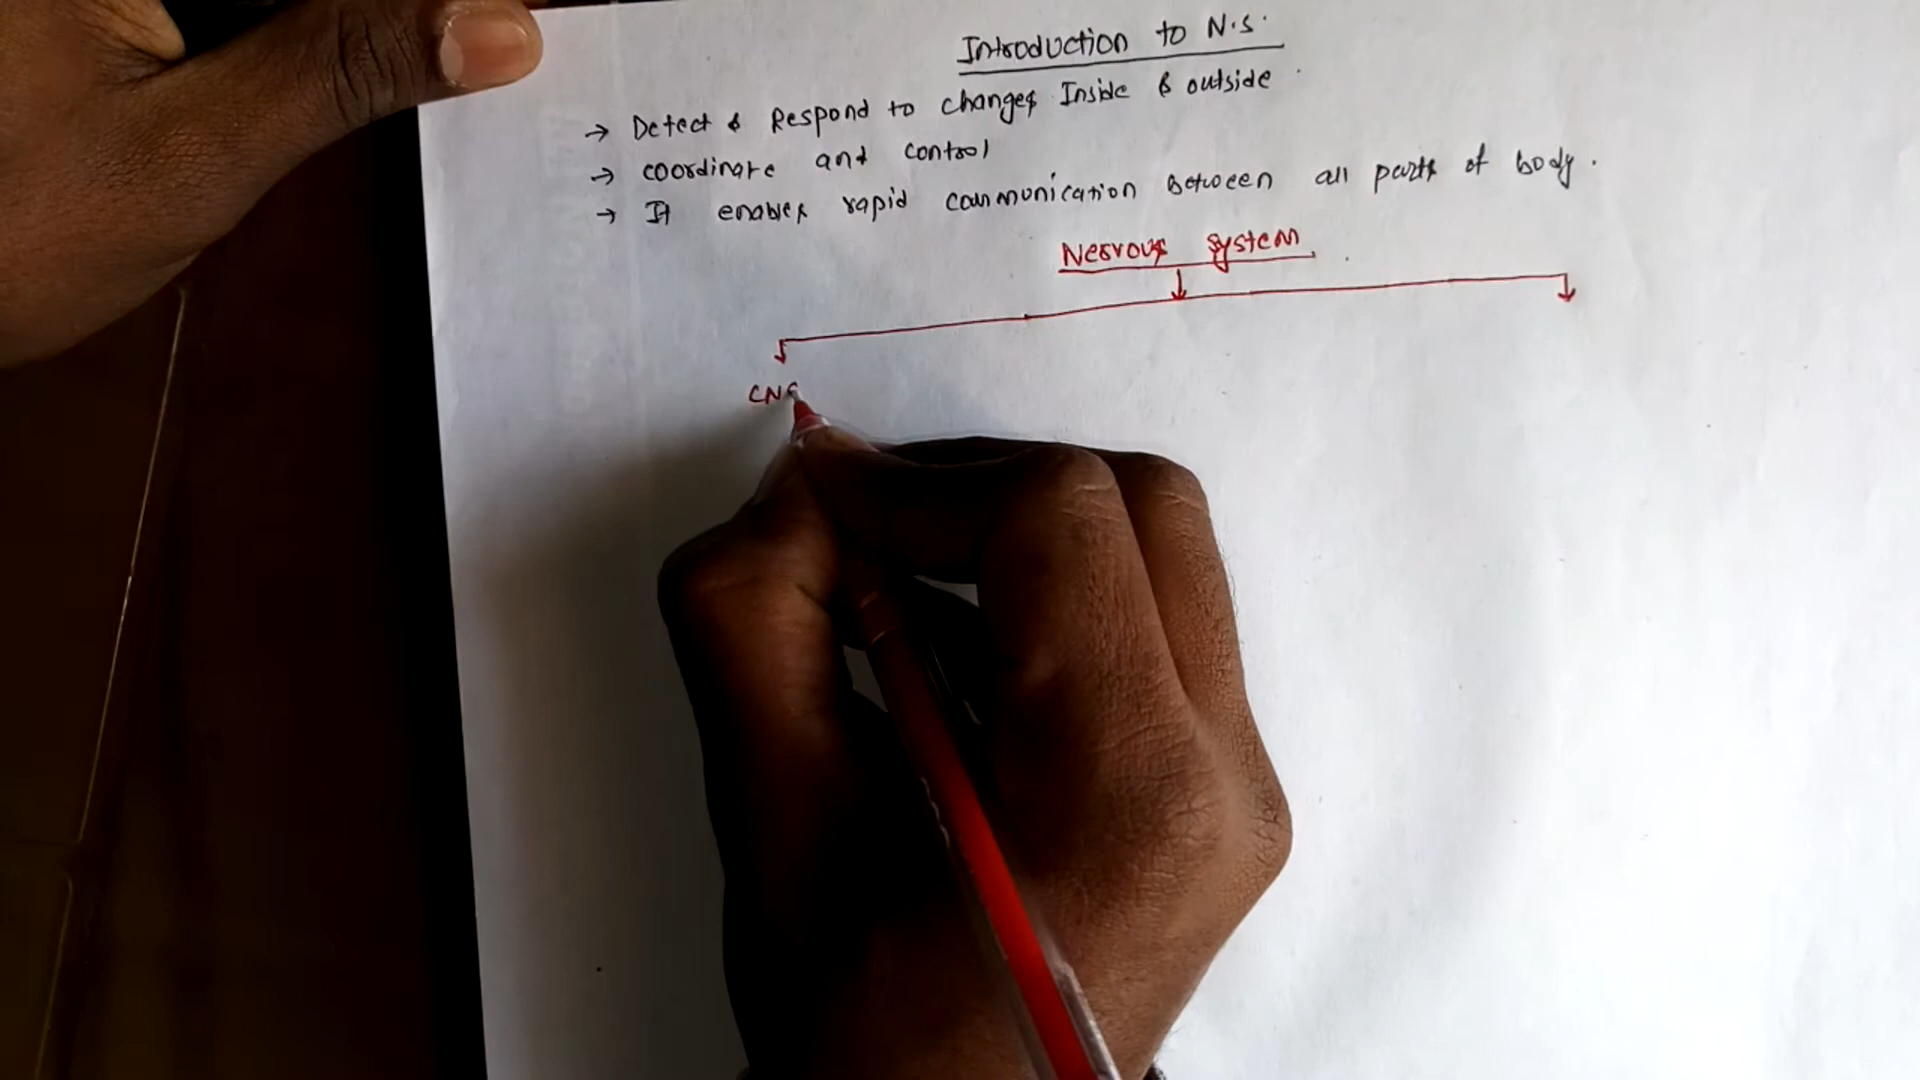 Introduction to N.S.
→ Detect & Respond to changes Inside & outside
→ coordinate and control
→ It enables rapid communication between all parts of body.
Nervous system
CNS